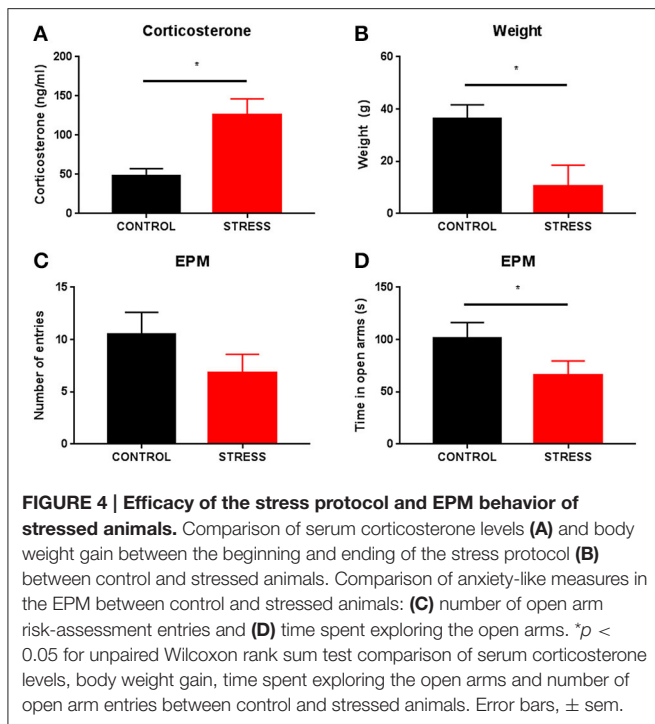 A Corticosterone
Corticosterone (ng/ml)
200
150
100
50
0
*
CONTROL STRESS
B Weight
Weight (g)
60
40
20
0
*
CONTROL STRESS
C EPM
Number of entries
15
10
5
0
CONTROL STRESS
D EPM
Time in open arms (s)
150
100
50
0
*
CONTROL STRESS
FIGURE 4 | Efficacy of the stress protocol and EPM behavior of
stressed animals. Comparison of serum corticosterone levels (A) and body
weight gain between the beginning and ending of the stress protocol (B)
between control and stressed animals. Comparison of anxiety-like measures in
the EPM between control and stressed animals: (C) number of open arm
risk-assessment entries and (D) time spent exploring the open arms. *p <
0.05 for unpaired Wilcoxon rank sum test comparison of serum corticosterone
levels, body weight gain, time spent exploring the open arms and number of
open arm entries between control and stressed animals. Error bars, ± sem.